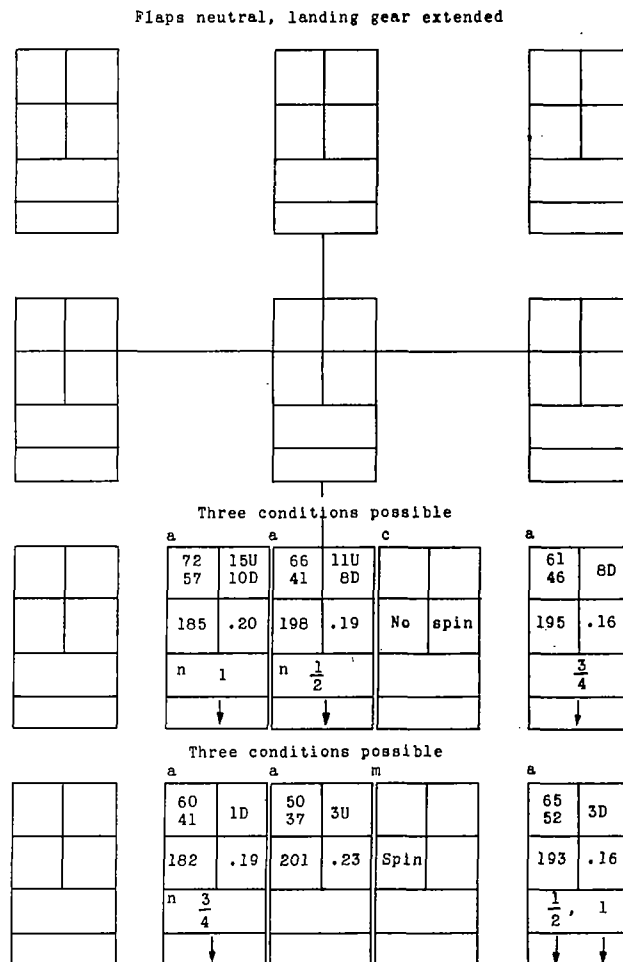 Flaps neutral, landing gear extended
Three conditions possible
a a c a
72 15U 66 11U 61 8D
57 10D 41 8D 46
185 .20 198 .19 No spin 195 .16
n 1 n 1/2 3/4
Three conditions possible
a a m a
60 1D 50 3U 65 3D
41 37 52
182 .19 201 .23 Spin 193 .16
n 3/4 1/2, 1